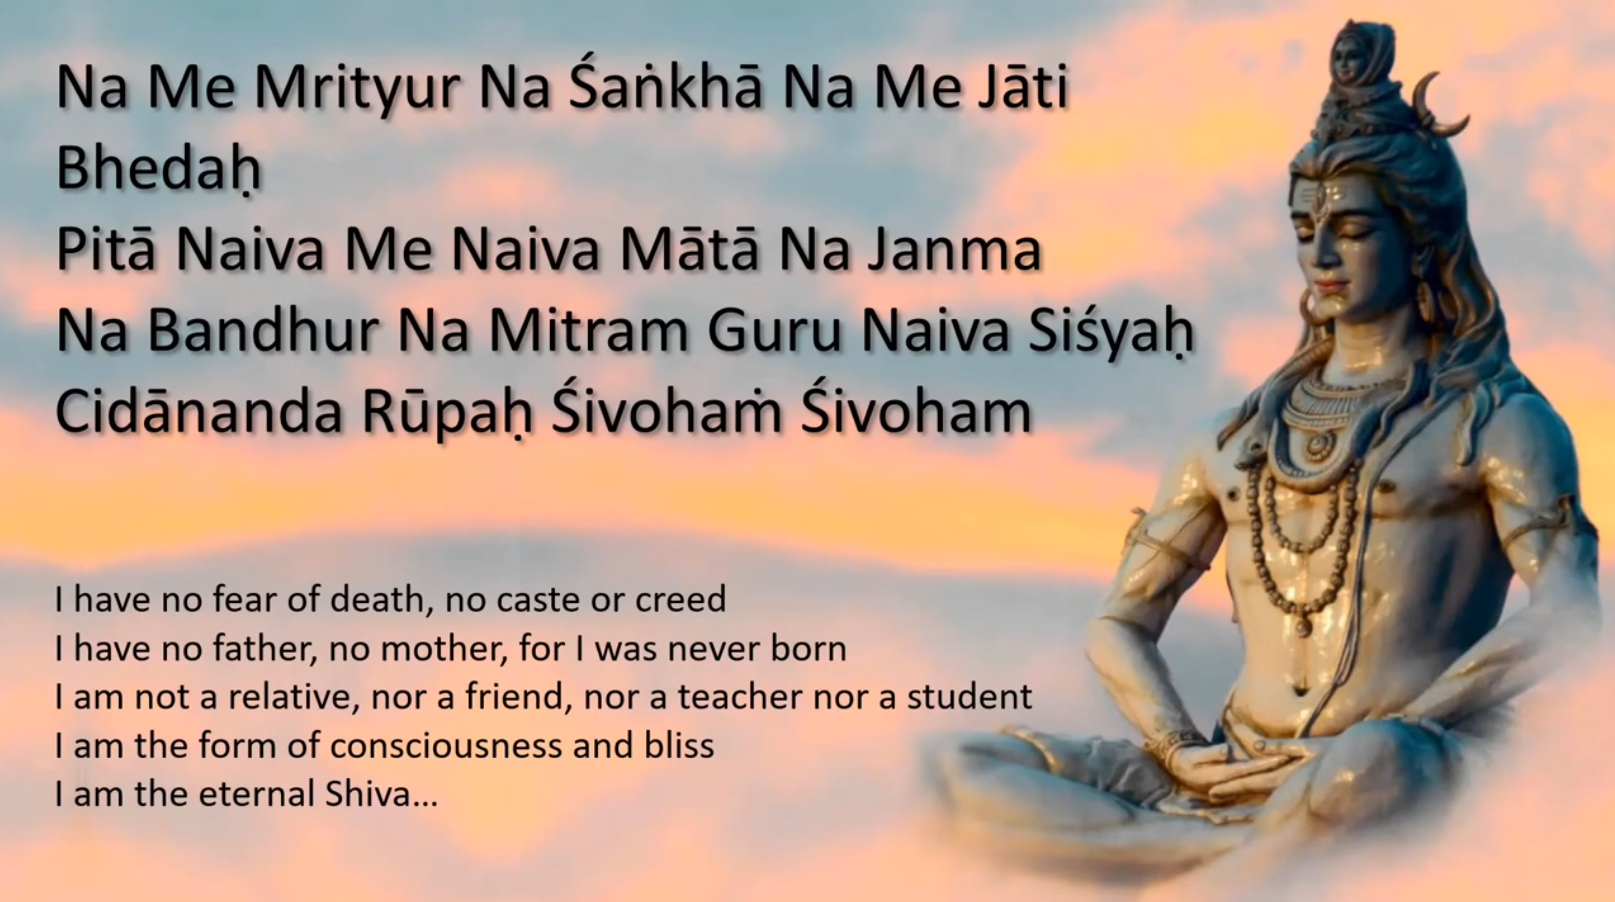 Na Me Mrityur Na Śaṅkhā Na Me Jāti
Bhedaḥ
Pitā Naiva Me Naiva Mātā Na Janma
Na Bandhur Na Mitram Guru Naiva Siśyaḥ
Cidānanda Rūpaḥ Śivohaṁ Śivoham
I have no fear of death, no caste or creed
I have no father, no mother, for I was never born
I am not a relative, nor a friend, nor a teacher nor a student
I am the form of consciousness and bliss
I am the eternal Shiva...